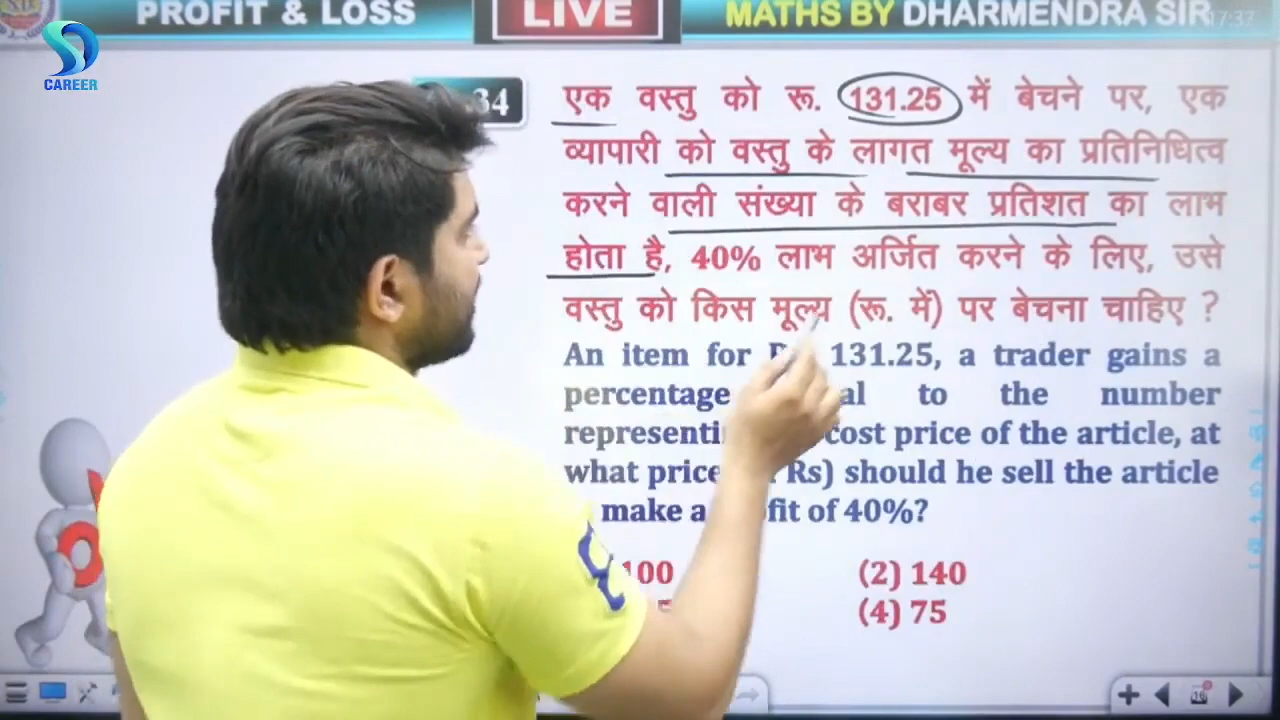 PROFIT & LOSS
LIVE
MATHS BY DHARMENDRA SIR
17:37
CAREER
34
एक वस्तु को रू. 131.25 में बेचने पर, एक
व्यापारी को वस्तु के लागत मूल्य का प्रतिनिधित्व
करने वाली संख्या के बराबर प्रतिशत का लाभ
होता है, 40% लाभ अर्जित करने के लिए, उसे
वस्तु को किस मूल्य (रू. में) पर बेचना चाहिए ?
An item for 131.25, a trader gains a
percentage to the number
cost price of the article, at
what price Rs) should he sell the article
make a of 40%?
100
(2) 140
(4) 75